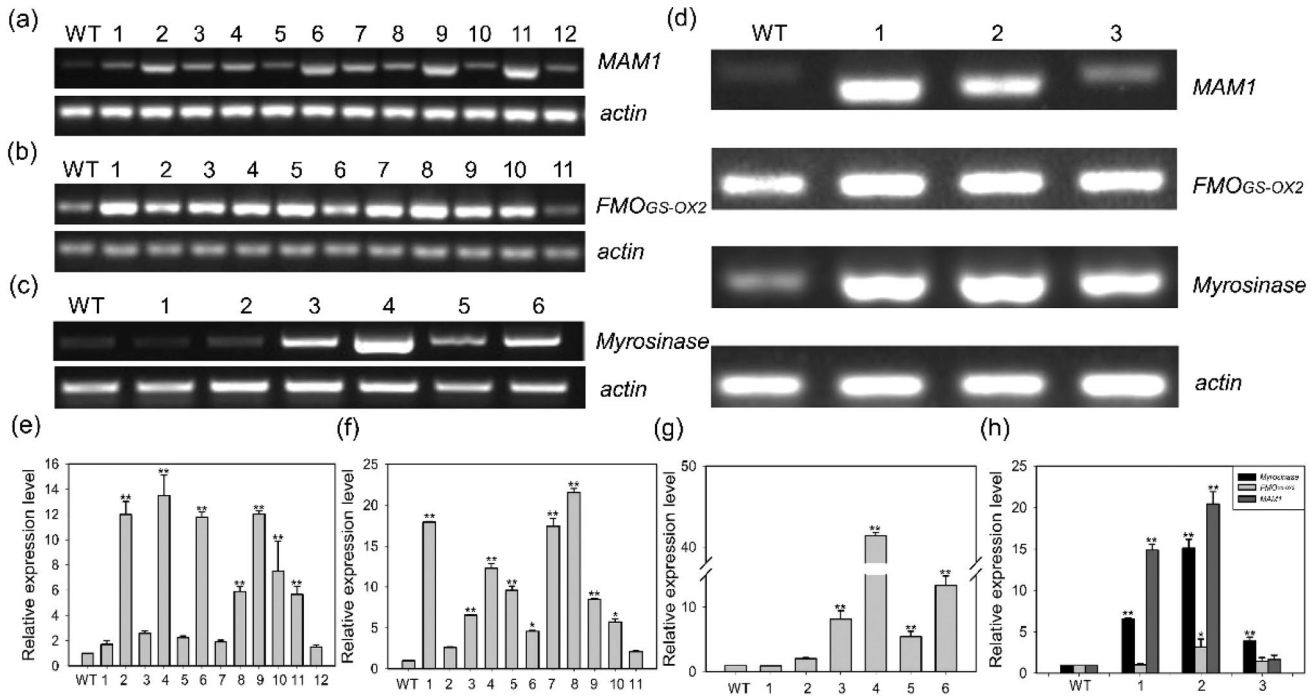 (a)
WT 1 2 3 4 5 6 7 8 9 10 11 12
MAM1
actin
(b)
WT 1 2 3 4 5 6 7 8 9 10 11
FMOGS-OX2
actin
(c)
WT 1 2 3 4 5 6
Myrosinase
actin
(d)
WT 1 2 3
MAM1
FMOGS-OX2
Myrosinase
actin
(e)
Relative expression level
16
14
12
10
8
6
4
2
0
** ** ** ** ** ** **
WT 1 2 3 4 5 6 7 8 9 10 11 12
(f)
Relative expression level
25
20
15
10
5
0
** ** ** ** * ** ** ** *
WT 1 2 3 4 5 6 7 8 9 10 11
(g)
Relative expression level
50
40
10
0
** ** ** **
WT 1 2 3 4 5 6
(h)
Relative expression level
25
20
15
10
5
0
Myrosinase
FMOGS-OX2
MAM1
** ** ** * ** **
WT 1 2 3